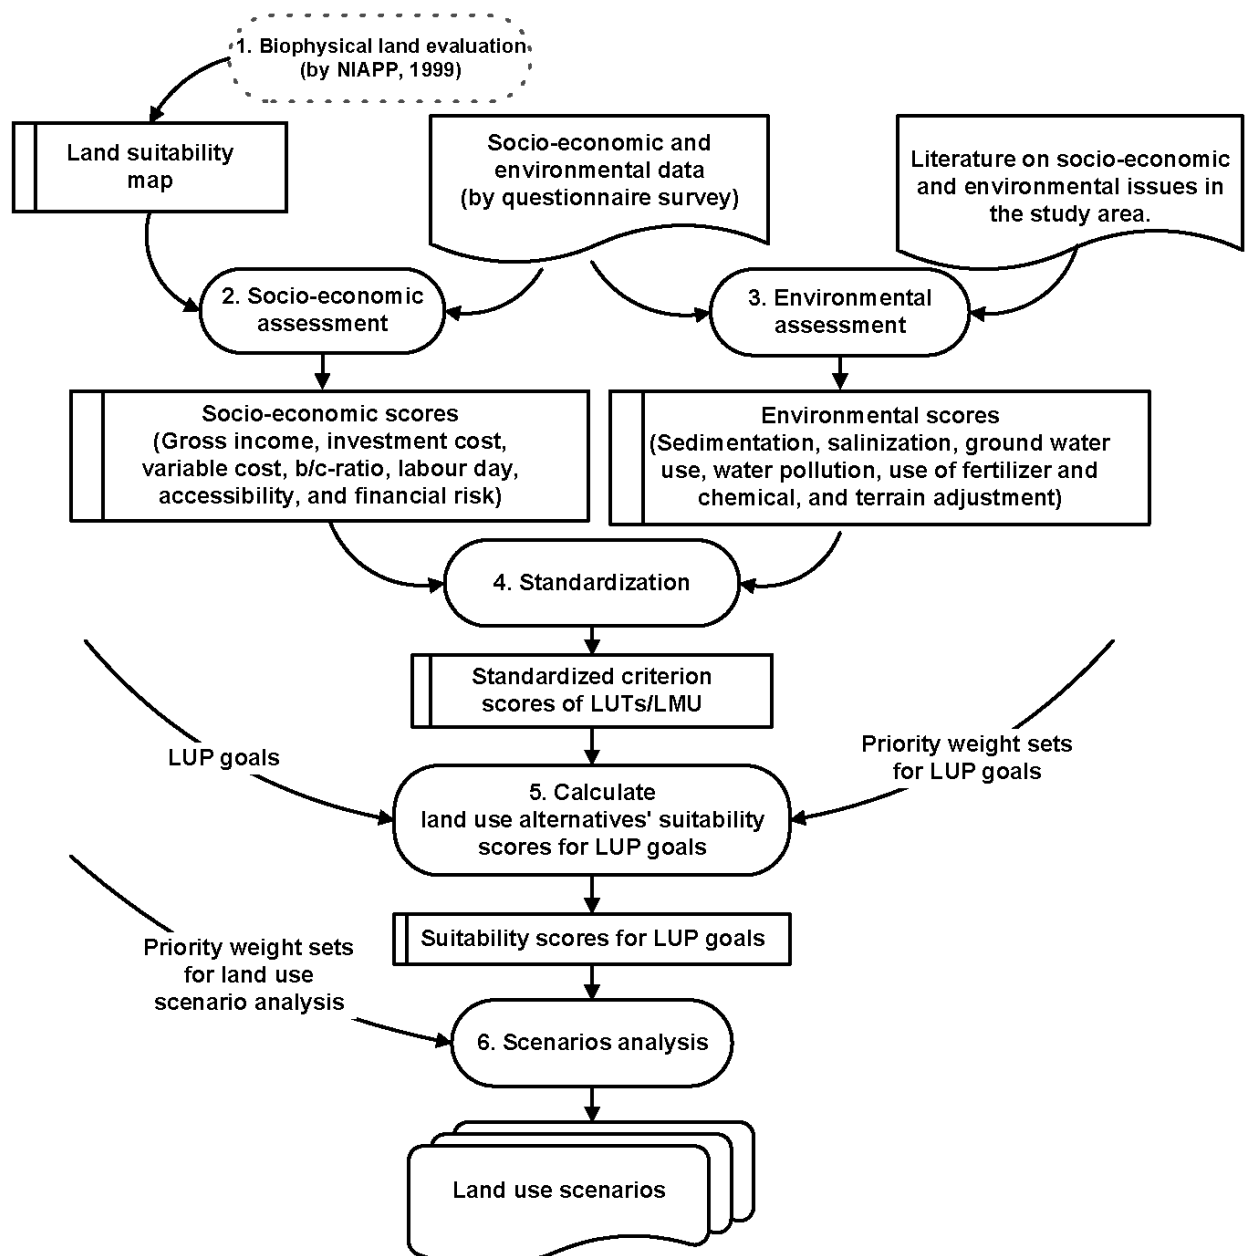 1. Biophysical land evaluation
(by NIAPP, 1999)
Land suitability
map
Socio-economic and
environmental data
(by questionnaire survey)
Literature on socio-economic
and environmental issues in
the study area.
2. Socio-economic
assessment
3. Environmental
assessment
Socio-economic scores
(Gross income, investment cost,
variable cost, b/c-ratio, labour day,
accessibility, and financial risk)
Environmental scores
(Sedimentation, salinization, ground water
use, water pollution, use of fertilizer and
chemical, and terrain adjustment)
4. Standardization
Standardized criterion
scores of LUTs/LMU
LUP goals
Priority weight sets
for LUP goals
5. Calculate
land use alternatives' suitability
scores for LUP goals
Suitability scores for LUP goals
Priority weight sets
for land use
scenario analysis
6. Scenarios analysis
Land use scenarios